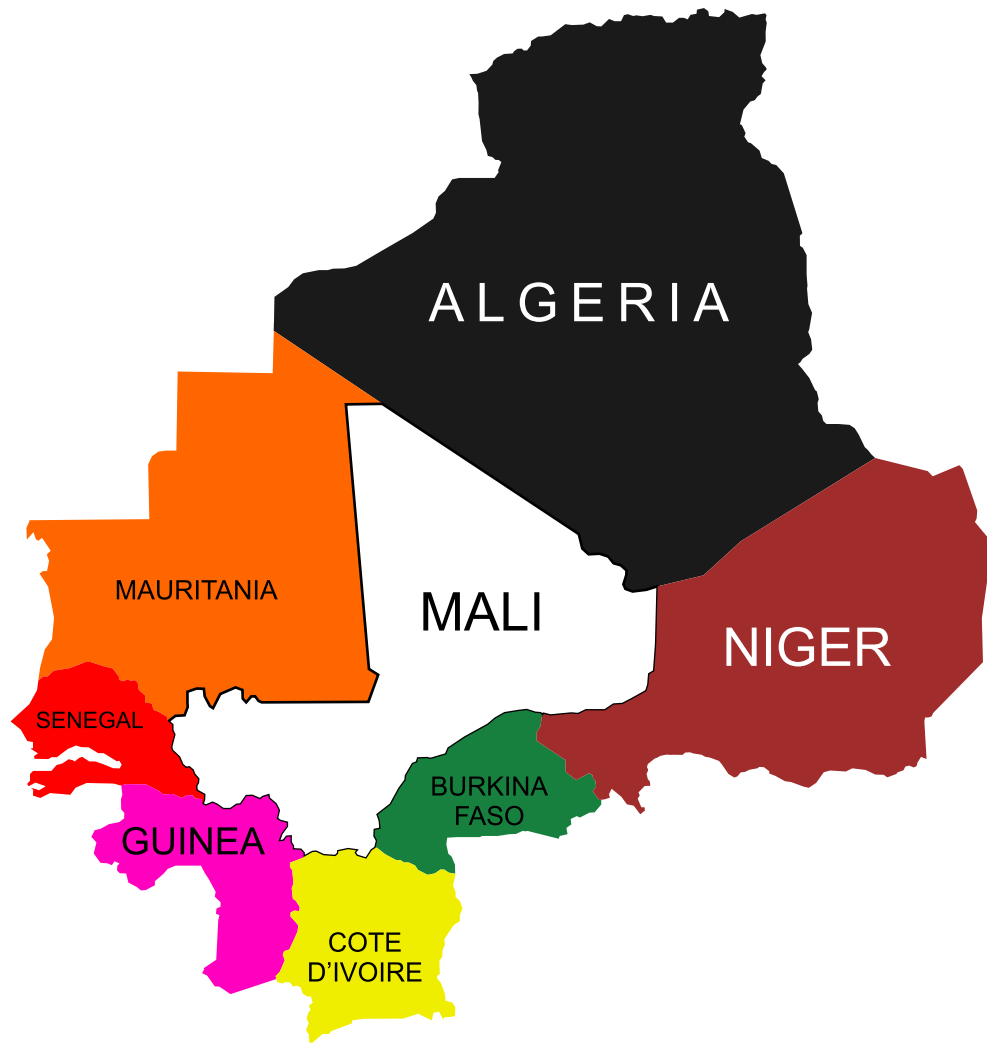 ALGERIA
MAURITANIA
MALI
NIGER
SENEGAL
BURKINA
FASO
GUINEA
COTE
D'IVOIRE